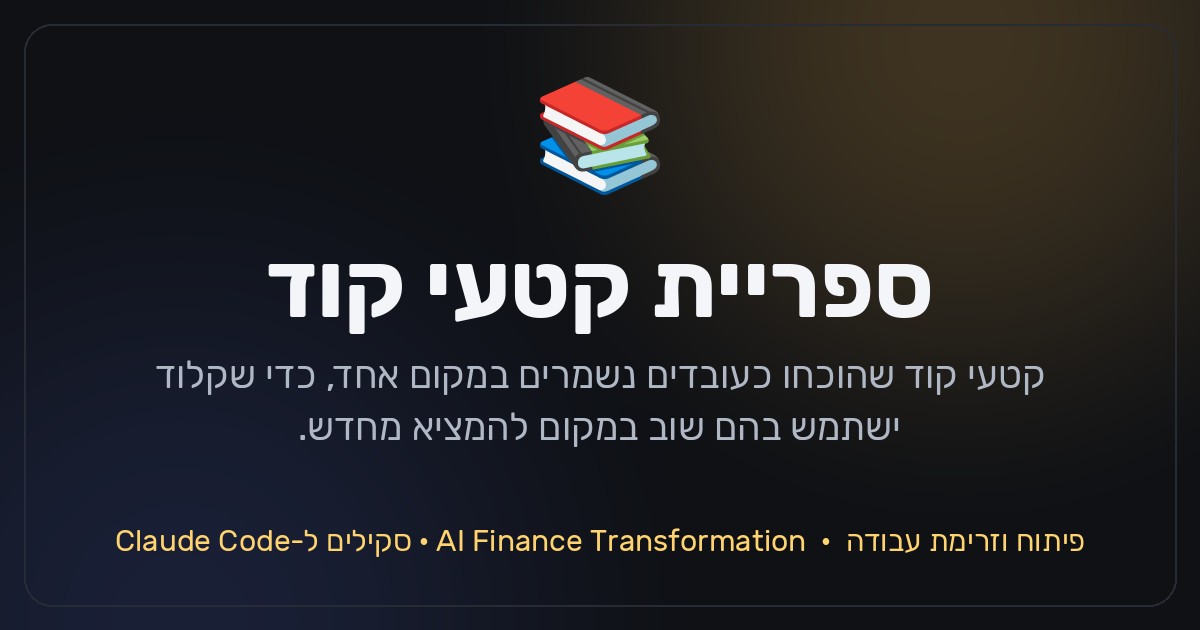 ספריית קטעי קוד
קטעי קוד שהוכחו כעובדים נשמרים במקום אחד, כדי שקלוד
ישתמש בהם שוב במקום להמציא מחדש.
פיתוח וזרימת עבודה • AI Finance Transformation • סקילים ל-Claude Code